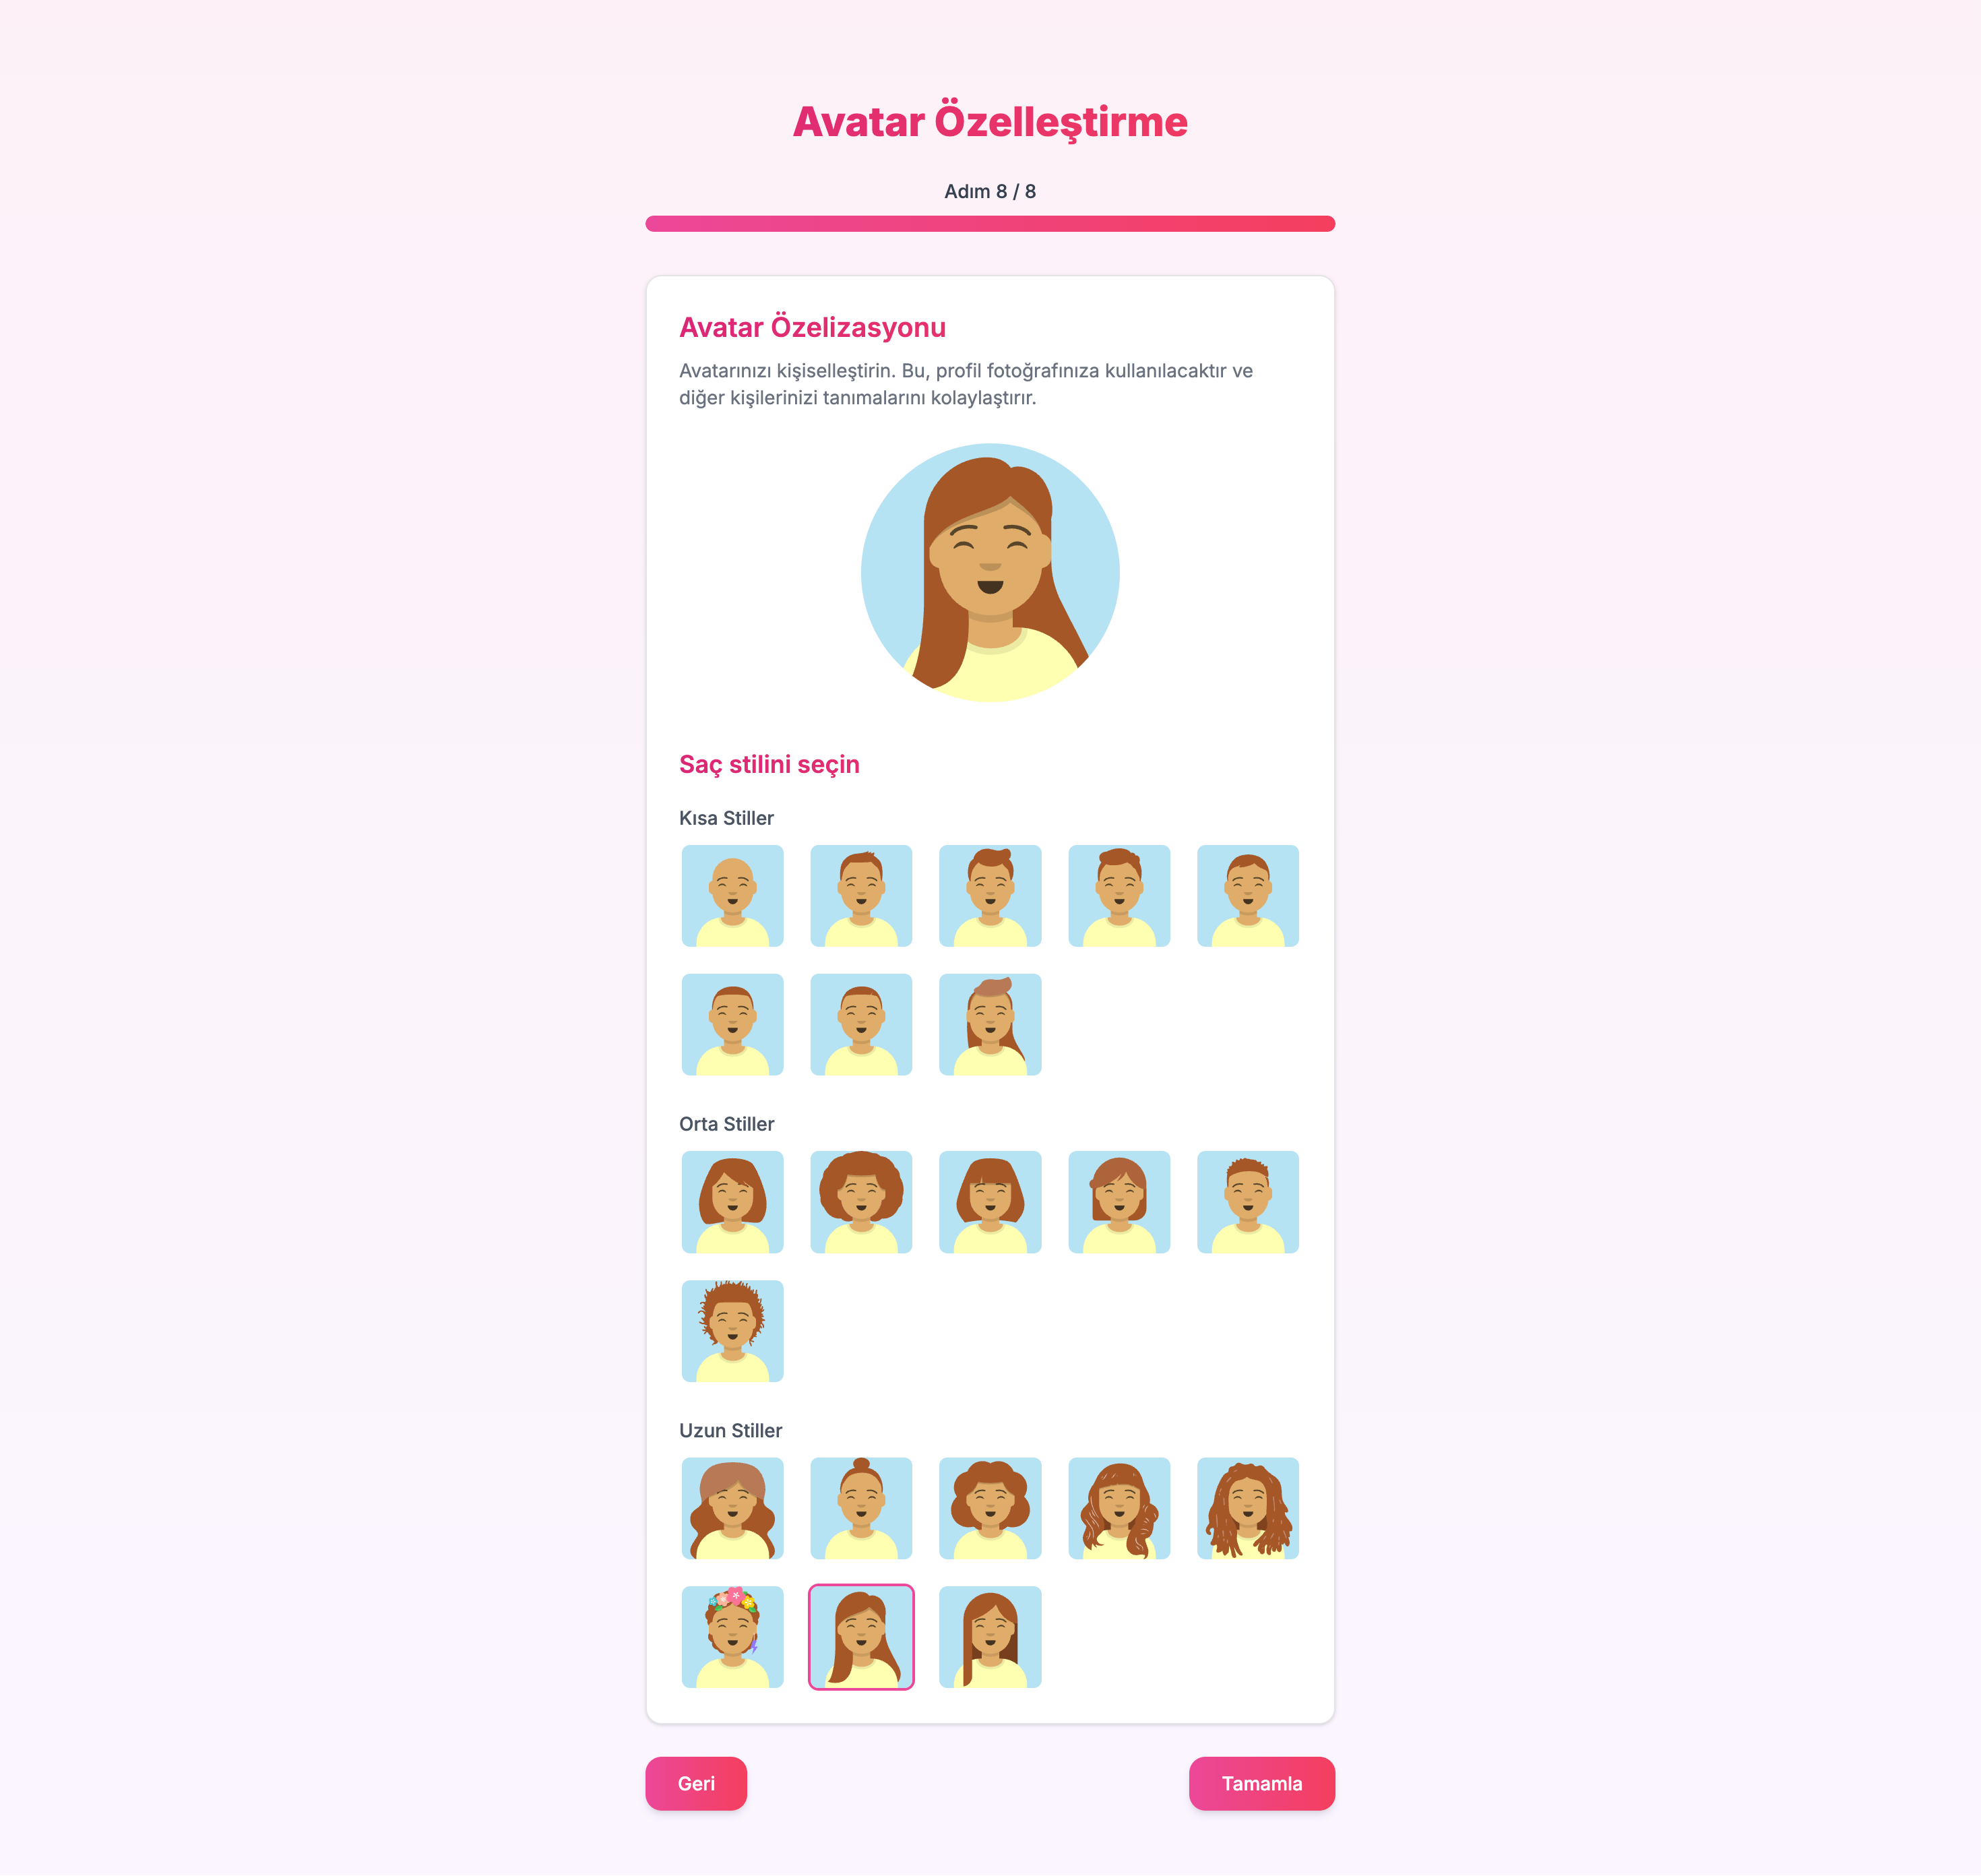 Avatar Özelleştirme
Adım 8 / 8
Avatar Özelizasyonu
Avatarınızı kişiselleştirin. Bu, profil fotoğrafınıza kullanılacaktır ve
diğer kişilerinizi tanımalarını kolaylaştırır.
Saç stilini seçin
Kısa Stiller
Orta Stiller
Uzun Stiller
Geri
Tamamla